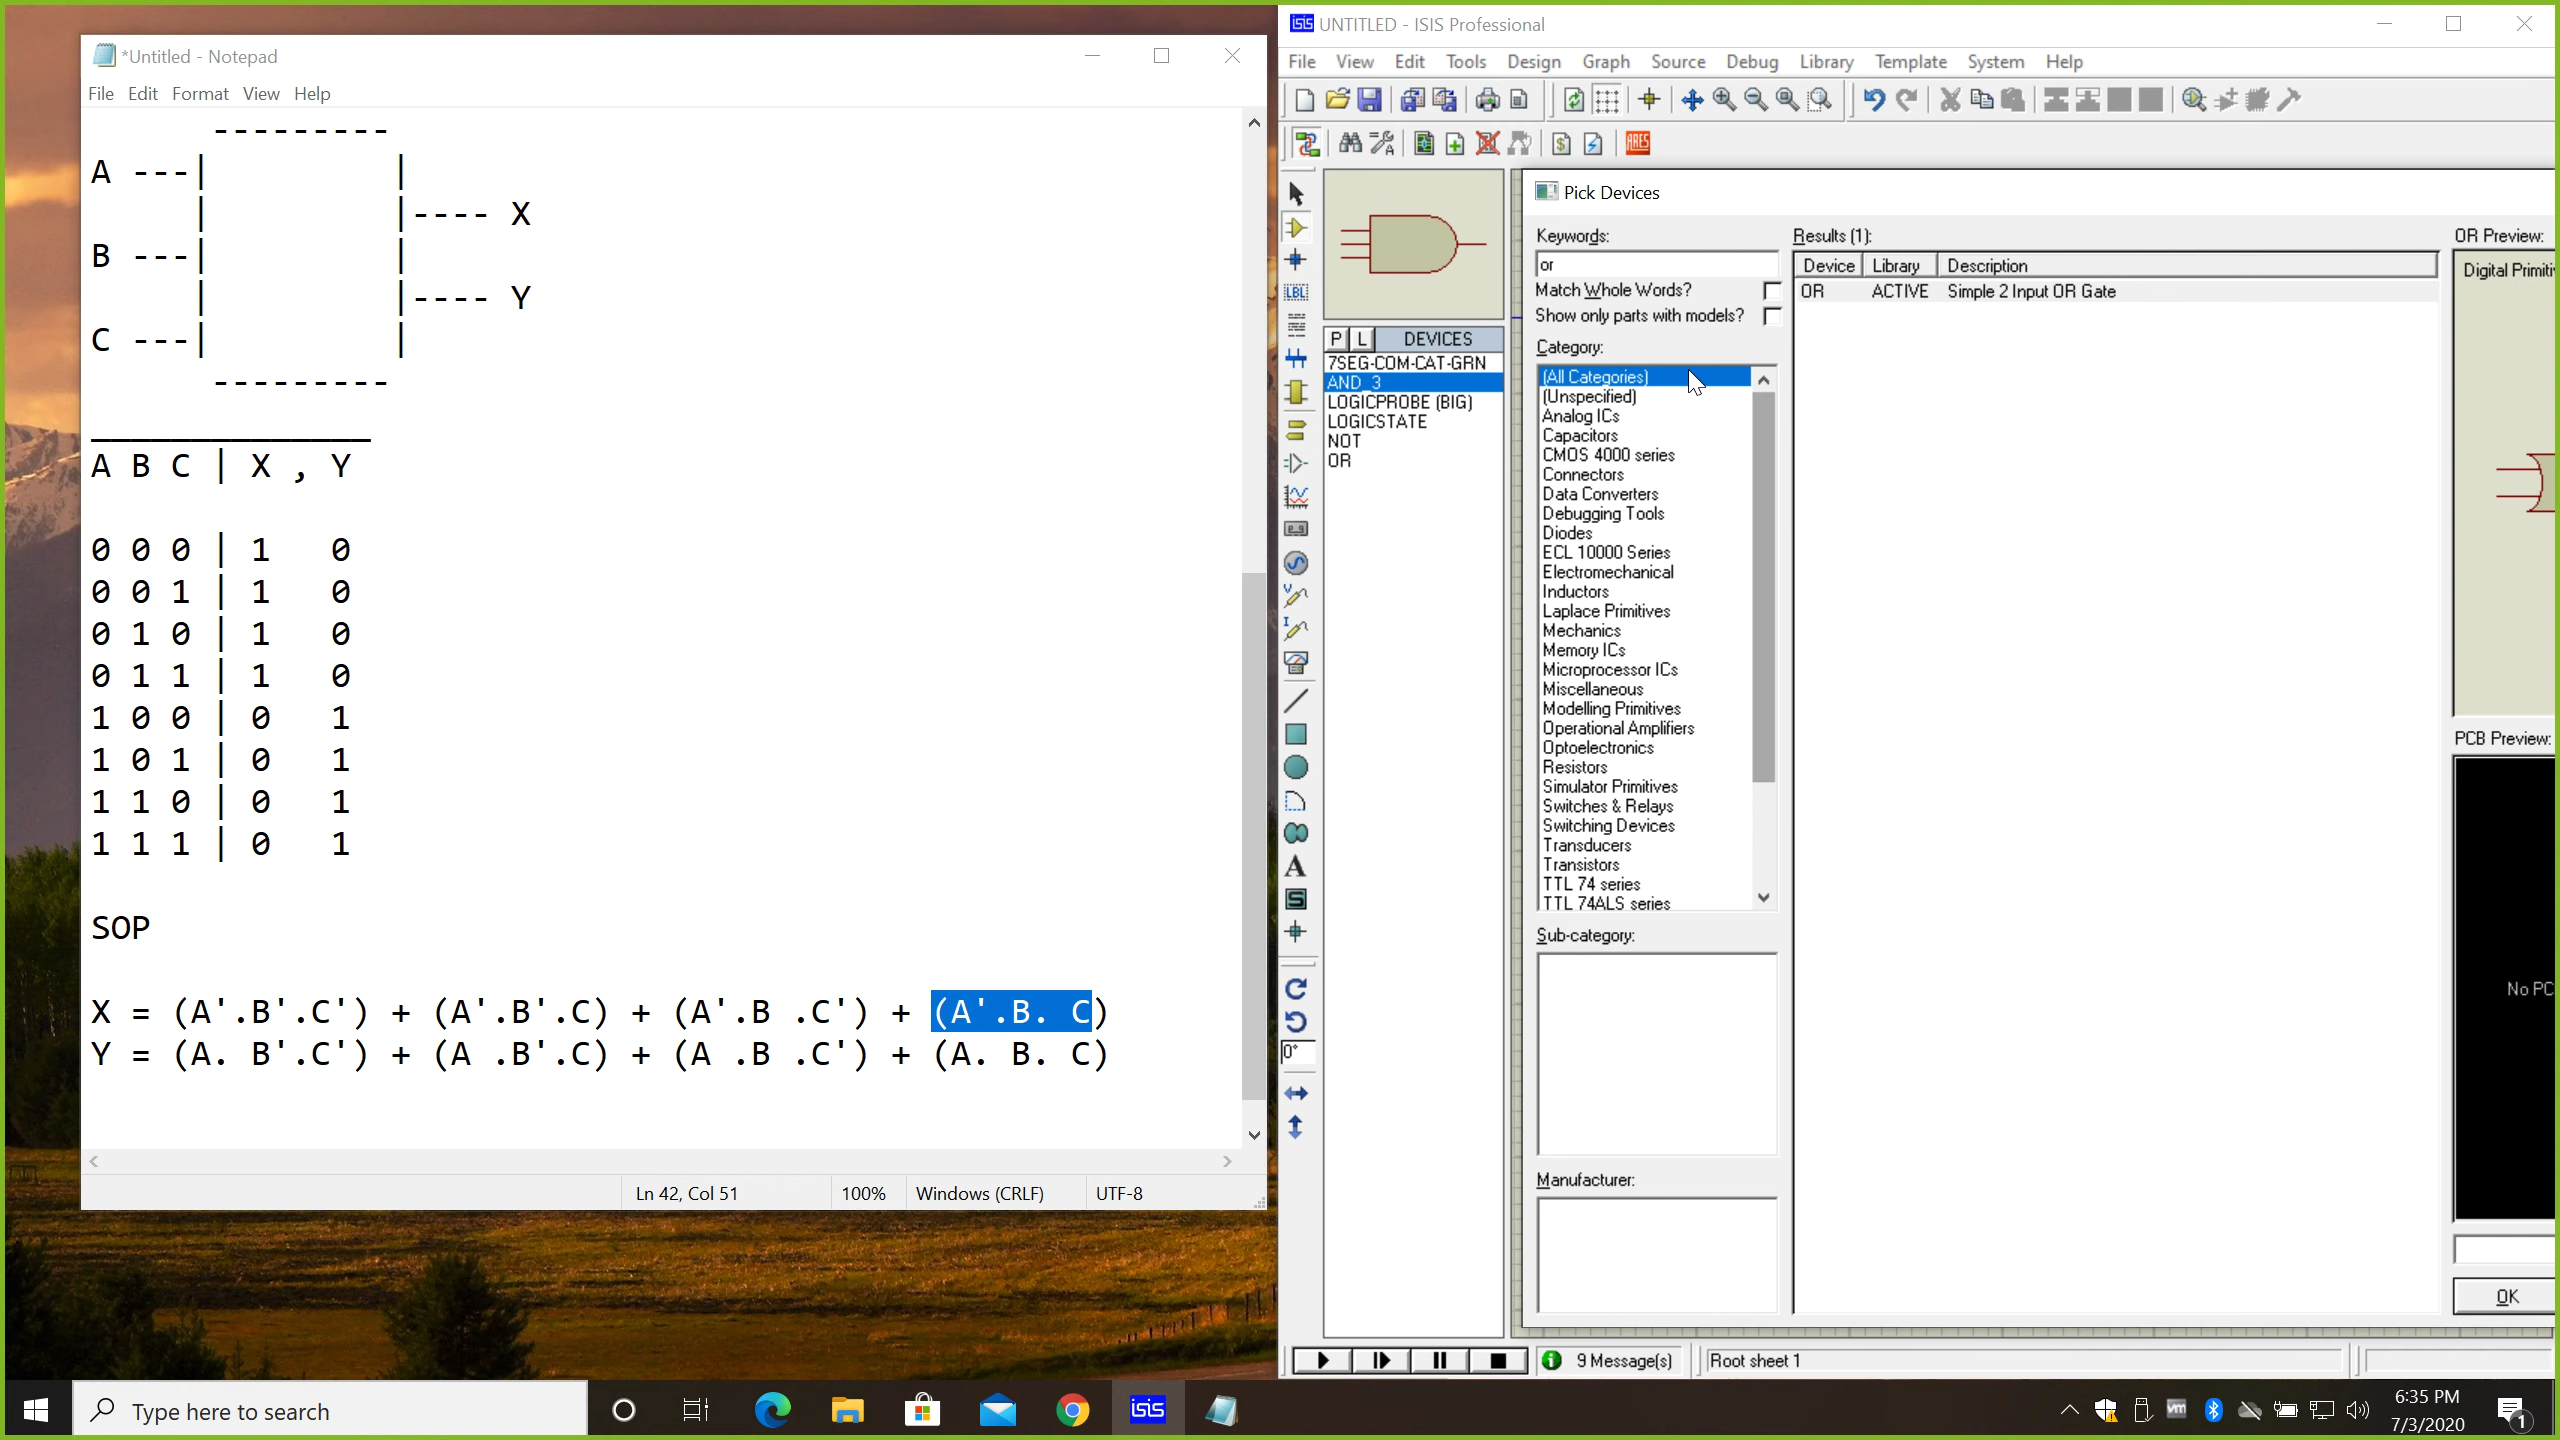 *Untitled - Notepad
File Edit Format View Help
---------
A ---| |
| |---- X
B ---| |
| |---- Y
C ---| |
---------
______________
A B C | X , Y
0 0 0 | 1 0
0 0 1 | 1 0
0 1 0 | 1 0
0 1 1 | 1 0
1 0 0 | 0 1
1 0 1 | 0 1
1 1 0 | 0 1
1 1 1 | 0 1
SOP
X = (A'.B'.C') + (A'.B'.C) + (A'.B .C') + (A'.B. C)
Y = (A. B'.C') + (A .B'.C) + (A .B .C') + (A. B. C)
Ln 42, Col 51 100% Windows (CRLF) UTF-8
isis UNTITLED - ISIS Professional
File View Edit Tools Design Graph Source Debug Library Template System Help
ARES
LBL
A
S
0°
P L DEVICES
7SEG-COM-CAT-GRN
AND_3
LOGICPROBE (BIG)
LOGICSTATE
NOT
OR
Pick Devices
Keywords:
or
Match Whole Words?
Show only parts with models?
Category:
(All Categories)
(Unspecified)
Analog ICs
Capacitors
CMOS 4000 series
Connectors
Data Converters
Debugging Tools
Diodes
ECL 10000 Series
Electromechanical
Inductors
Laplace Primitives
Mechanics
Memory ICs
Microprocessor ICs
Miscellaneous
Modelling Primitives
Operational Amplifiers
Optoelectronics
Resistors
Simulator Primitives
Switches & Relays
Switching Devices
Transducers
Transistors
TTL 74 series
TTL 74ALS series
Sub-category:
Manufacturer:
Results (1):
Device Library Description
OR ACTIVE Simple 2 Input OR Gate
OR Preview:
Digital Primiti
PCB Preview:
No PC
OK
9 Message(s) Root sheet 1
Type here to search
isis
vm
6:35 PM
7/3/2020
1